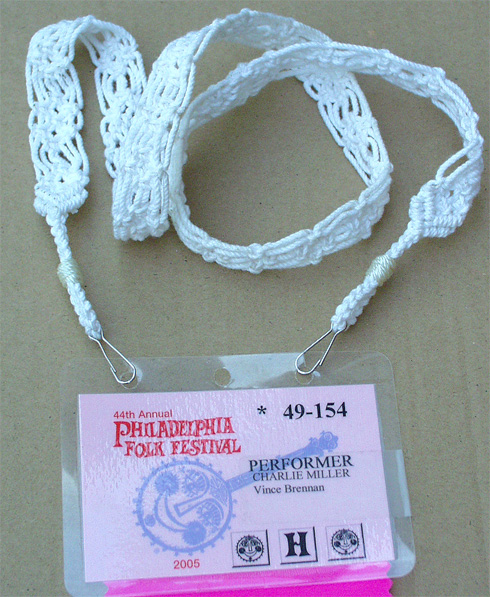 44th Annual
PHILADELPHIA
FOLK FESTIVAL
* 49-154
PERFORMER
CHARLIE MILLER
Vince Brennan
H
2005